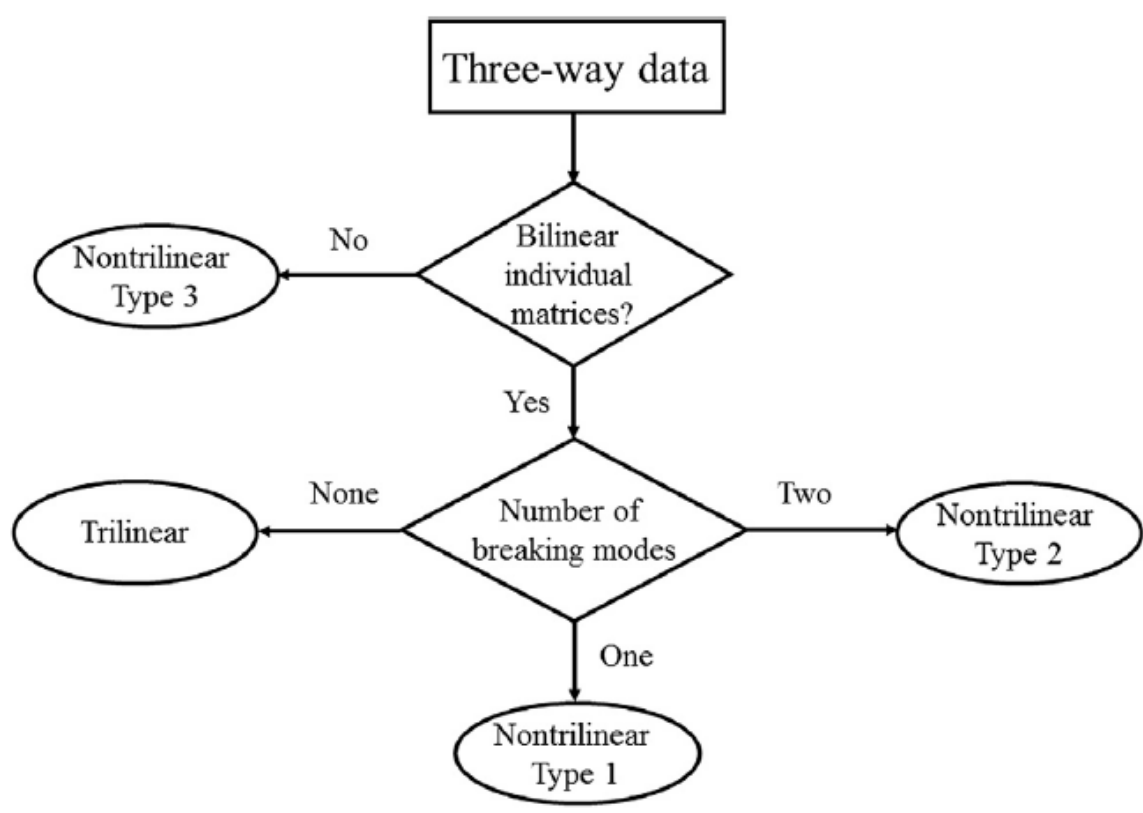 Three-way data
Bilinear
individual
matrices?
No
Nontrilinear
Type 3
Yes
Number of
breaking modes
None
Trilinear
Two
Nontrilinear
Type 2
One
Nontrilinear
Type 1